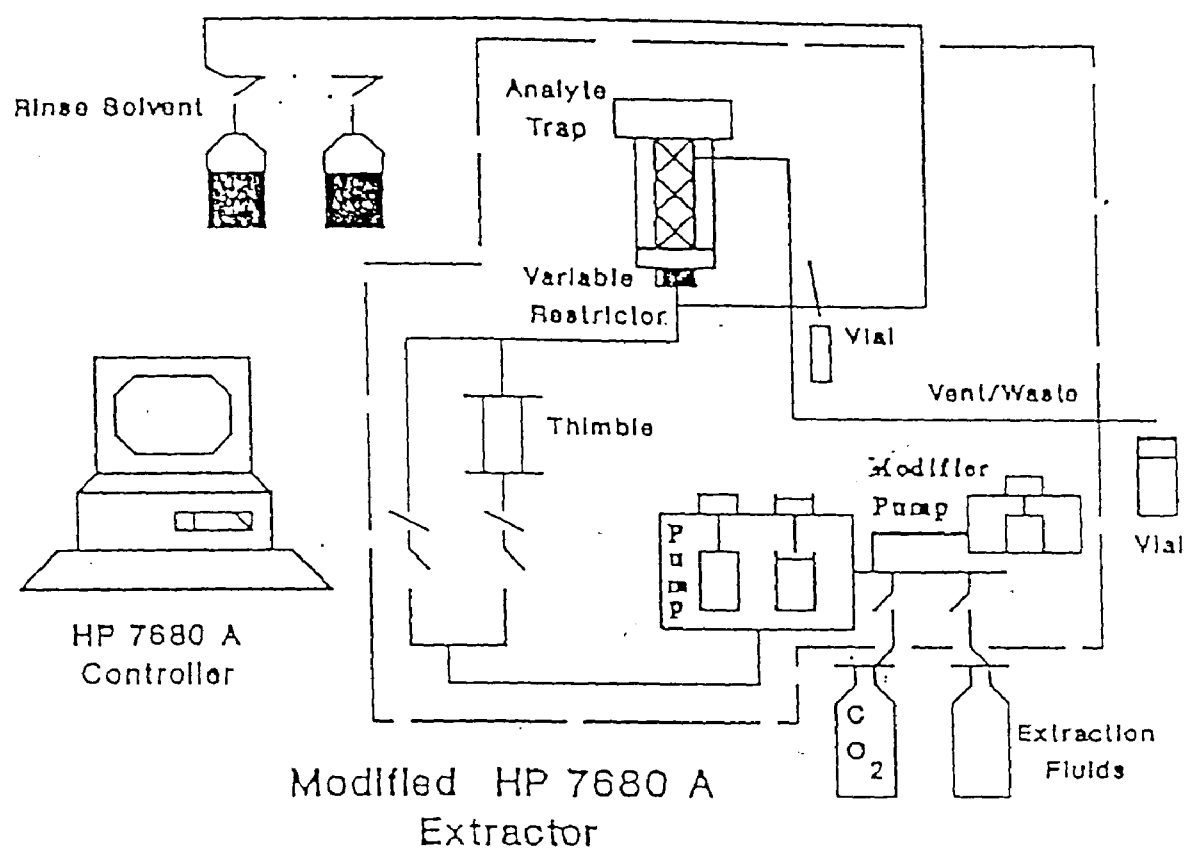 Rinse Solvent
Analyte
Trap
Variable
Restrictor
Vial
Vent/Waste
Thimble
Modifier
Pump
Pump
Vial
HP 7680 A
Controller
CO2
Extraction
Fluids
Modified HP 7680 A
Extractor